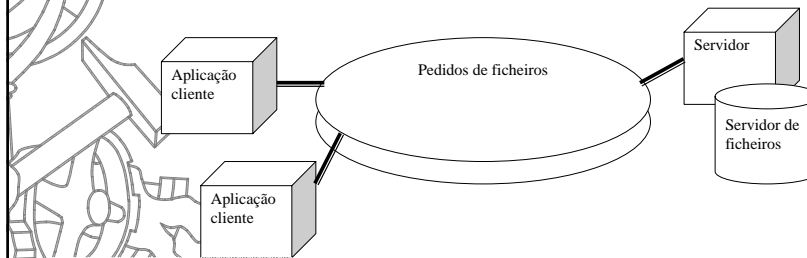 Aplicação
cliente
Pedidos de ficheiros
Servidor
Servidor de
ficheiros
Aplicação
cliente